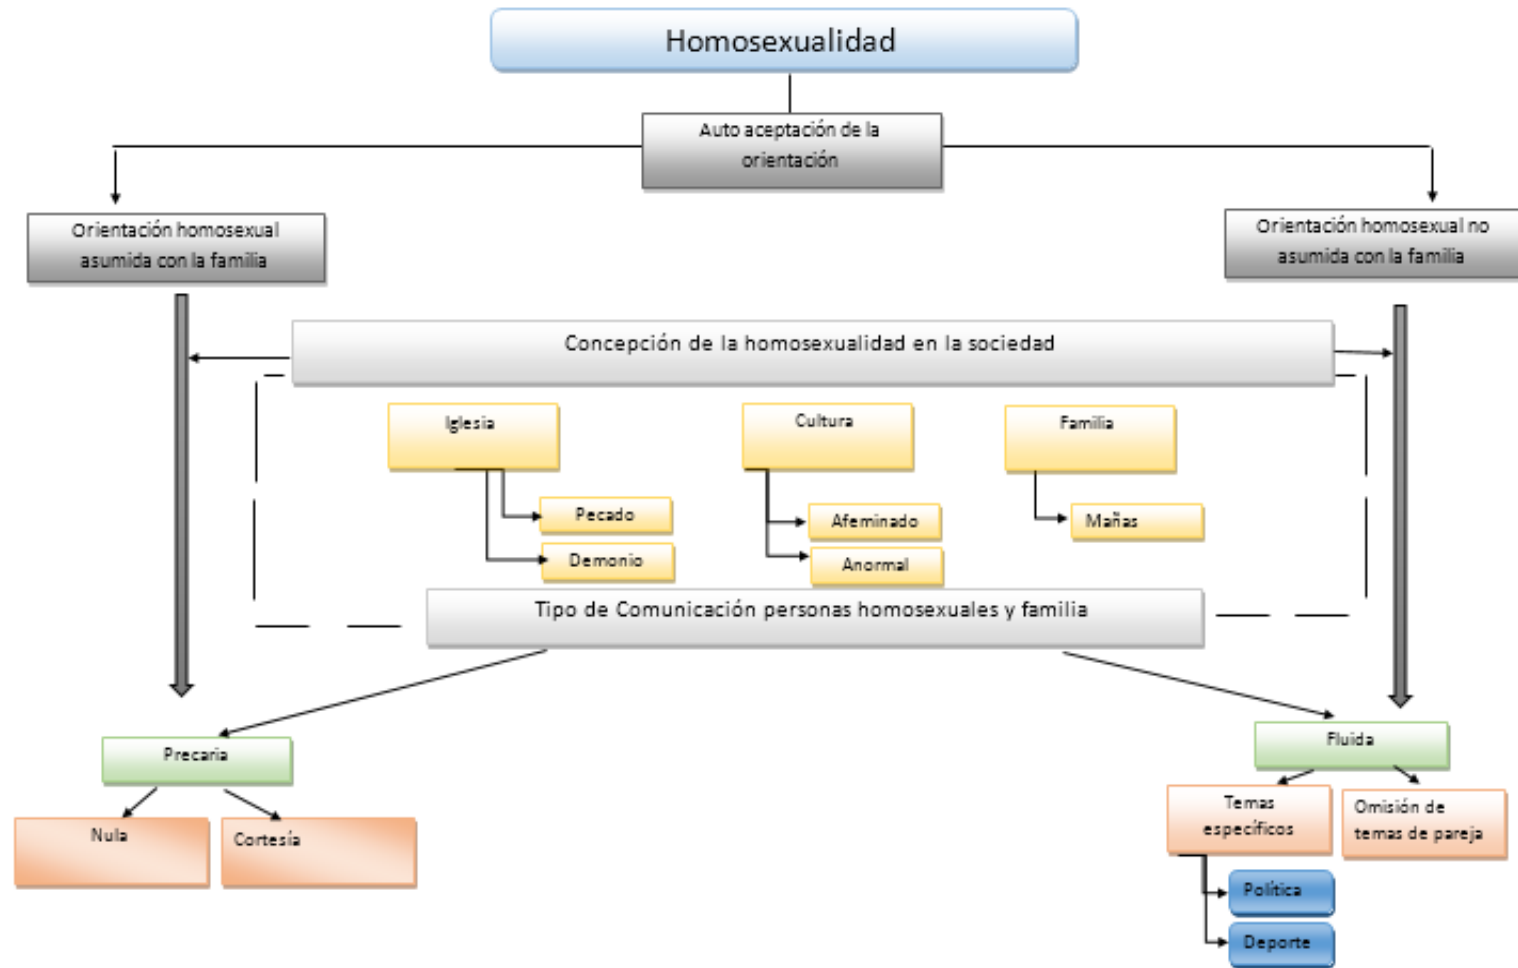 Homosexualidad
Auto aceptación de la
orientación
Orientación homosexual
asumida con la familia
Orientación homosexual no
asumida con la familia
Concepción de la homosexualidad en la sociedad
Iglesia
Cultura
Familia
Pecado
Afeminado
Mañas
Demonio
Anormal
Tipo de Comunicación personas homosexuales y familia
Precaria
Fluida
Nula
Cortesía
Temas
específicos
Omisión de
temas de pareja
Política
Deporte